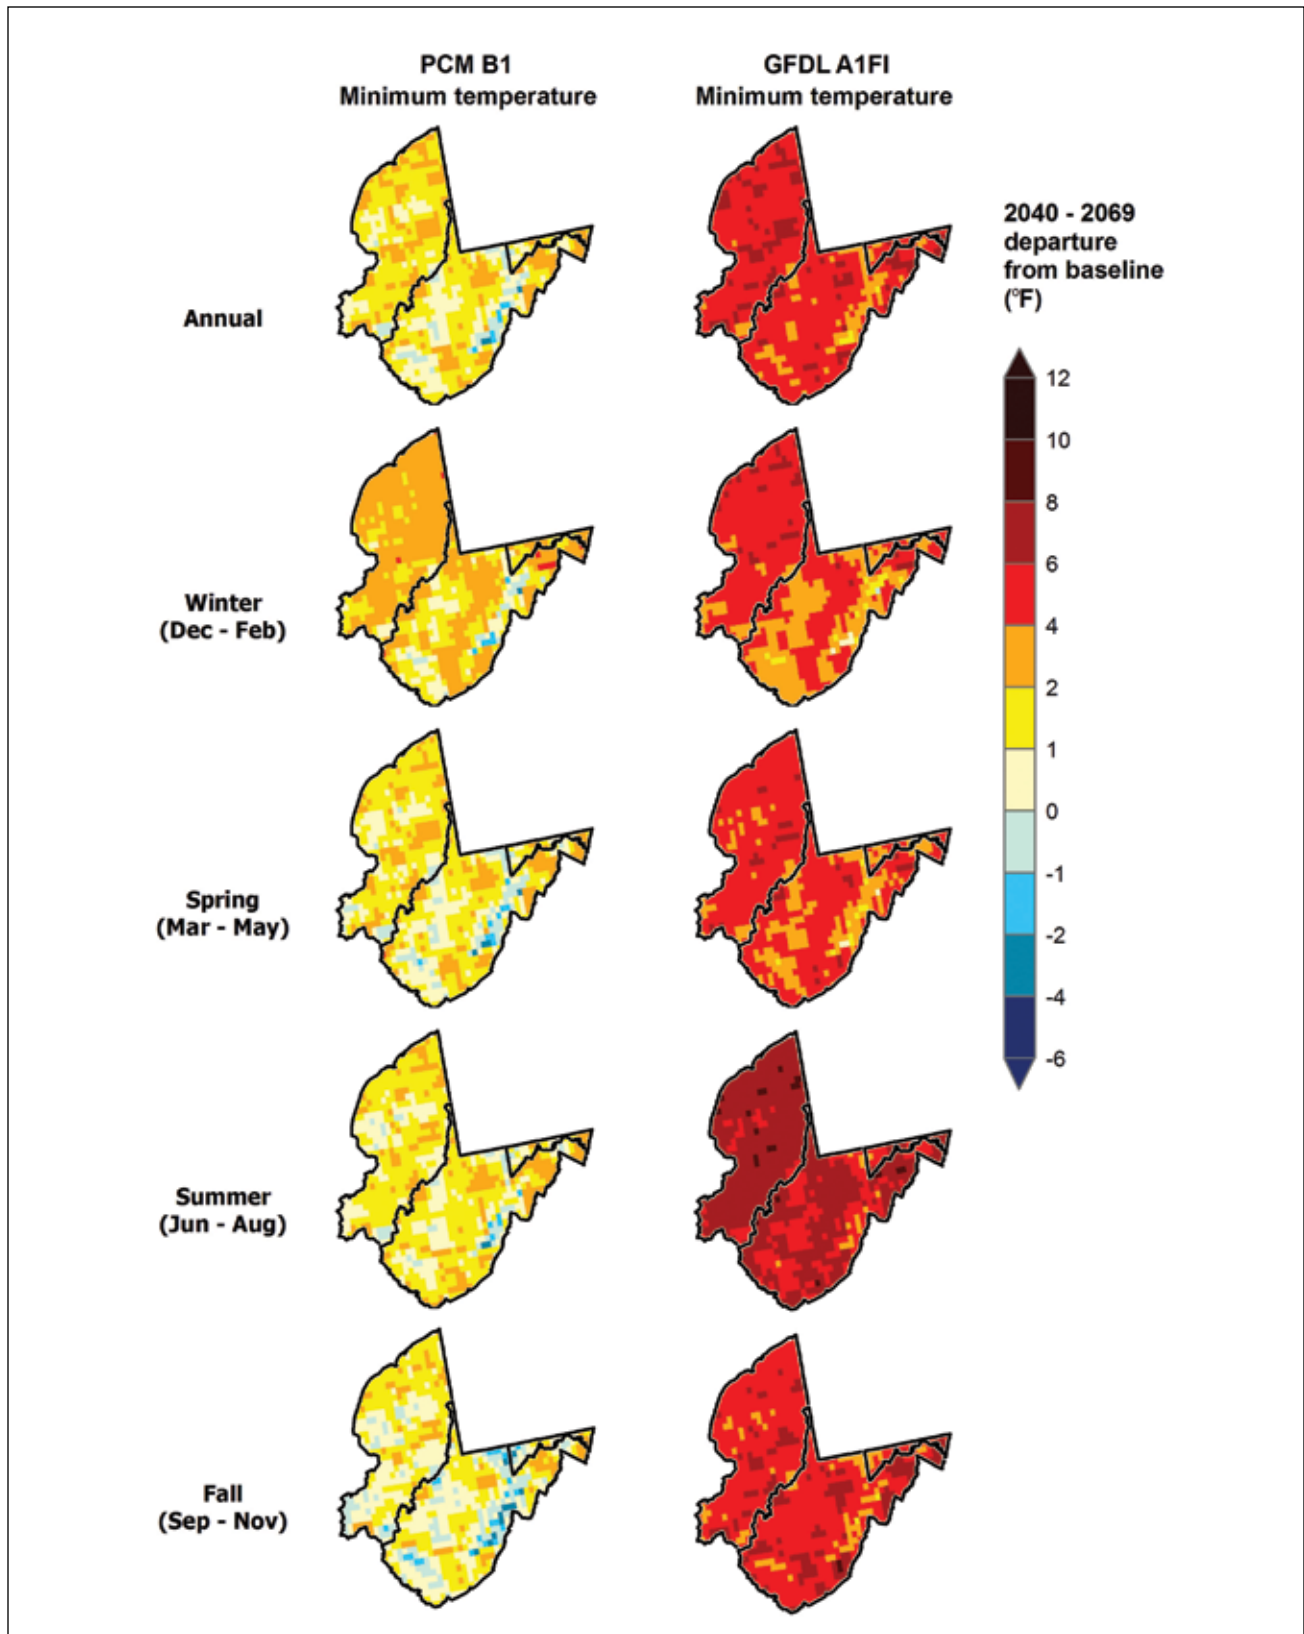 PCM B1
Minimum temperature
GFDL A1FI
Minimum temperature
2040 - 2069
departure
from baseline
(°F)
Annual
12
10
8
6
4
2
1
0
-1
-2
-4
-6
Winter
(Dec - Feb)
Spring
(Mar - May)
Summer
(Jun - Aug)
Fall
(Sep - Nov)